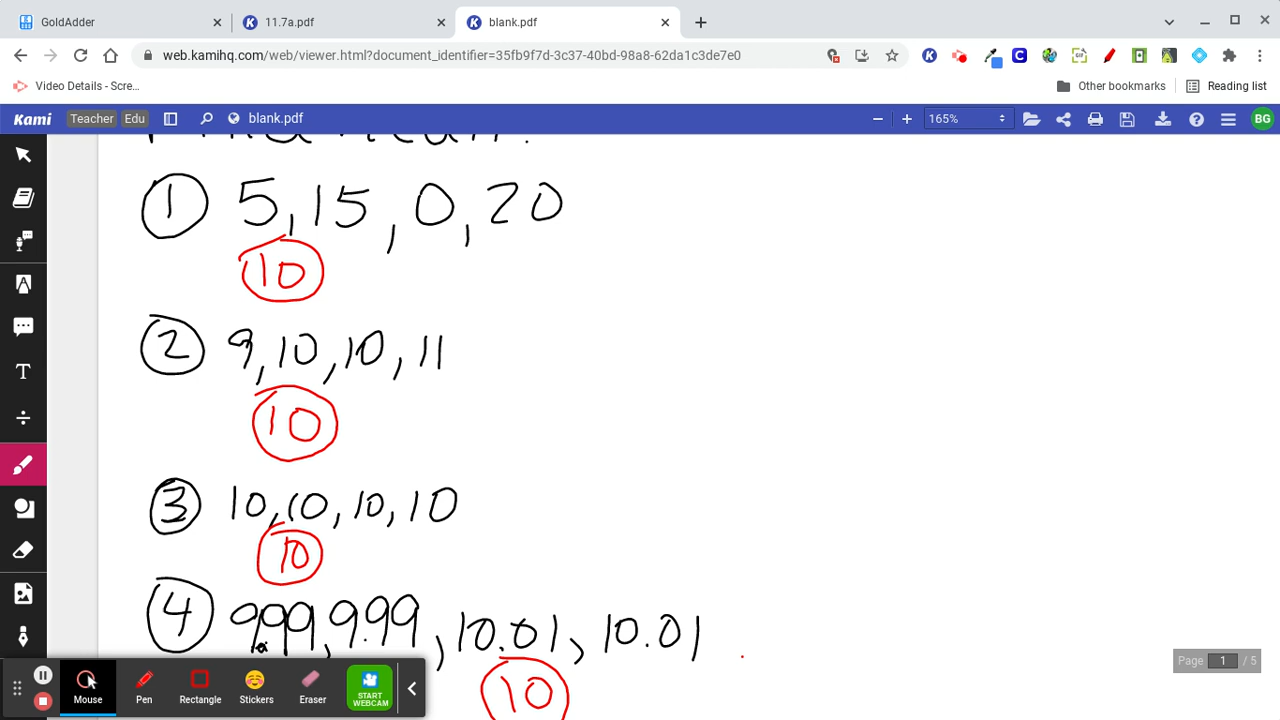 GoldAdder
11.7a.pdf
blank.pdf
web.kamihq.com/web/viewer.html?document_identifier=35fb9f7d-3c37-40bd-98a8-62da1c3de7e0
Video Details - Scre...
Other bookmarks
Reading list
Kami
Teacher
Edu
blank.pdf
165%
BG
1 5, 15, 0, 20
10
2 9, 10, 10, 11
10
3 10, 10, 10, 10
10
4 9.99, 9.99, 10.01, 10.01
10
Page 1 / 5
Mouse
Pen
Rectangle
Stickers
Eraser
START WEBCAM